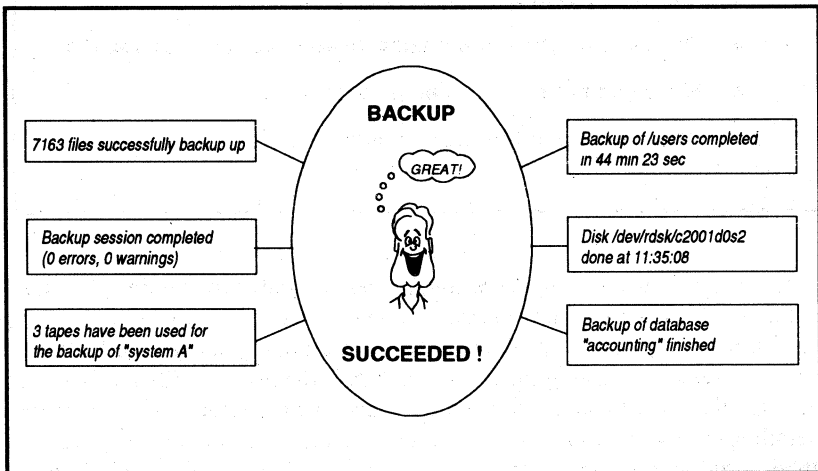 BACKUP
GREAT!
SUCCEEDED !
7163 files successfully backup up
Backup session completed
(0 errors, 0 warnings)
3 tapes have been used for
the backup of "system A"
Backup of /users completed
in 44 min 23 sec
Disk /dev/rdsk/c2001d0s2
done at 11:35:08
Backup of database
"accounting" finished